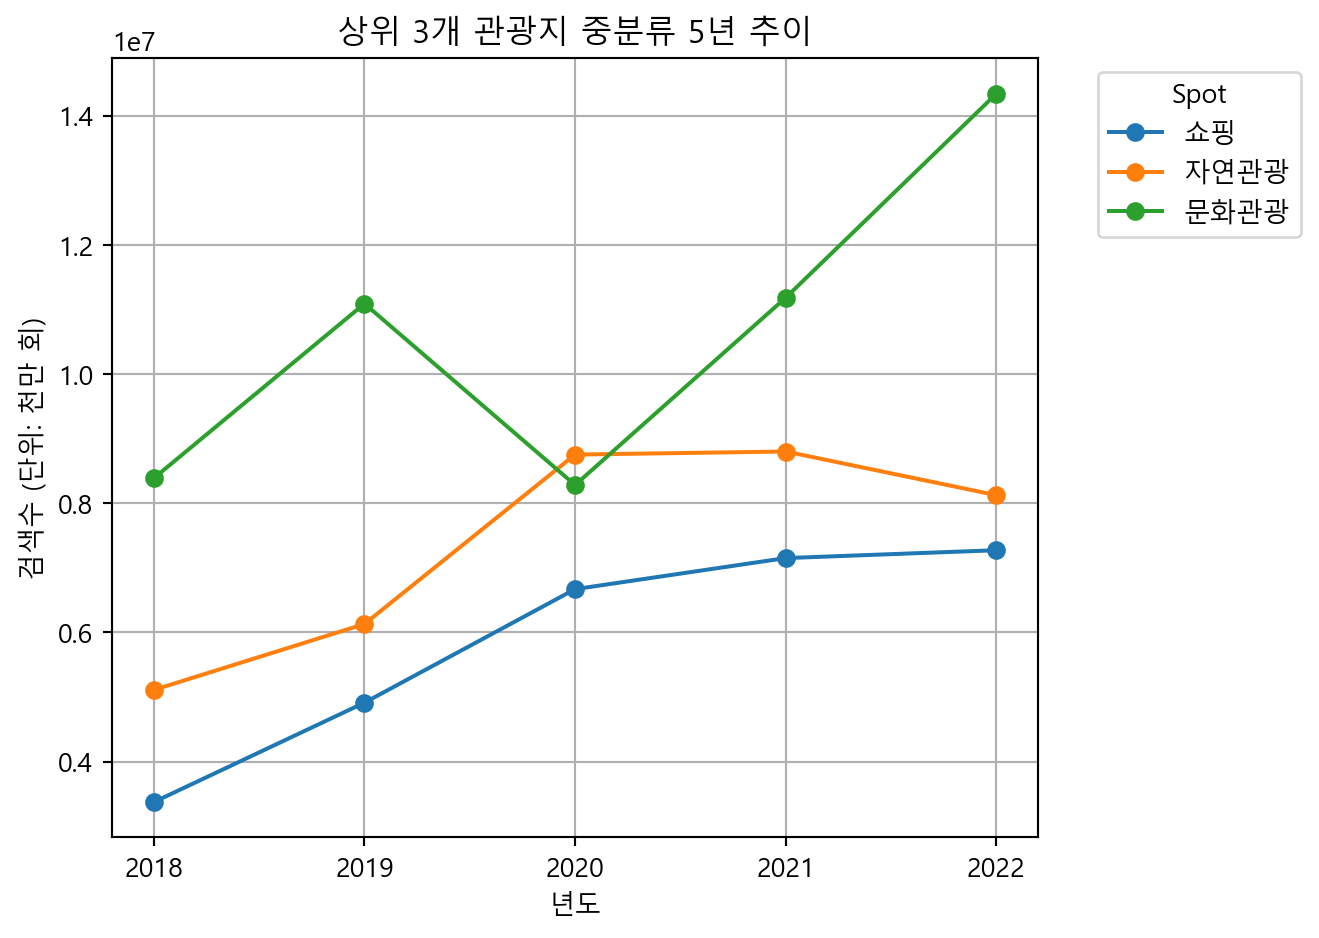 상위 3개 관광지 중분류 5년 추이
1e7
1.4
1.2
1.0
0.8
0.6
0.4
검색수 (단위: 천만 회)
2018 2019 2020 2021 2022
년도
Spot
쇼핑
자연관광
문화관광